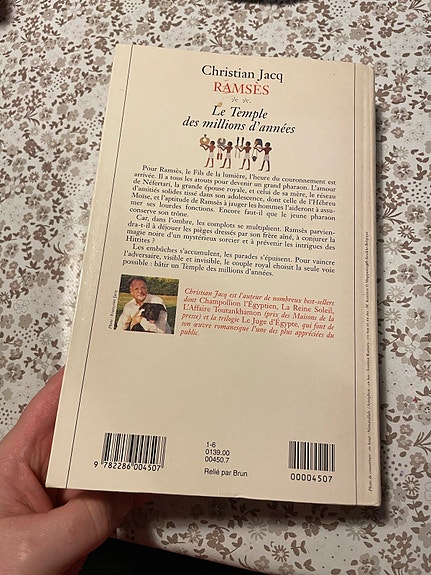 Christian Jacq
RAMSÈS
**
Le Temple
des millions d'années
Pour Ramsès, le Fils de la lumière, l'heure du couronnement est
arrivée. Il a tous les atouts pour devenir un grand pharaon. L'amour
de Néfertari, la grande épouse royale, et celui de sa mère, le réseau
d'amitiés solides tissé dans son adolescence, dont celle de l'Hébreu
Moïse, et l'aptitude de Ramsès à juger les hommes l'aideront à assu-
mer ses lourdes fonctions. Encore faut-il que le jeune pharaon
conserve son trône.
Car, dans l'ombre, les complots se multiplient. Ramsès parvien-
dra-t-il à déjouer les pièges dressés par son frère aîné, à conjurer la
magie noire d'un mystérieux sorcier et à prévenir les intrigues des
Hittites ?
Les embûches s'accumulent, les parades s'épuisent. Pour vaincre
l'adversaire, visible et invisible, le couple royal choisit la seule voie
possible : bâtir un Temple des millions d'années.
Christian Jacq est l'auteur de nombreux best-sellers
dont Champollion l'Égyptien, La Reine Soleil,
L'Affaire Toutankhamon (prix des Maisons de la
presse) et la trilogie Le Juge d'Égypte, qui font de
son œuvre romanesque l'une des plus appréciées du
public.
9 782286 004507
1-6
0139.00
00450.7
Relié par Brun
00004507